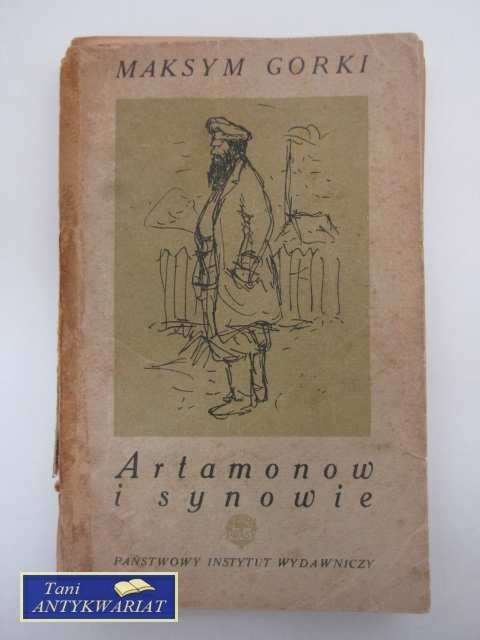 MAKSYM GORKI
Artamonow
i synowie
PAŃSTWOWY INSTYTUT WYDAWNICZY
Tani
ANTYKWARIAT